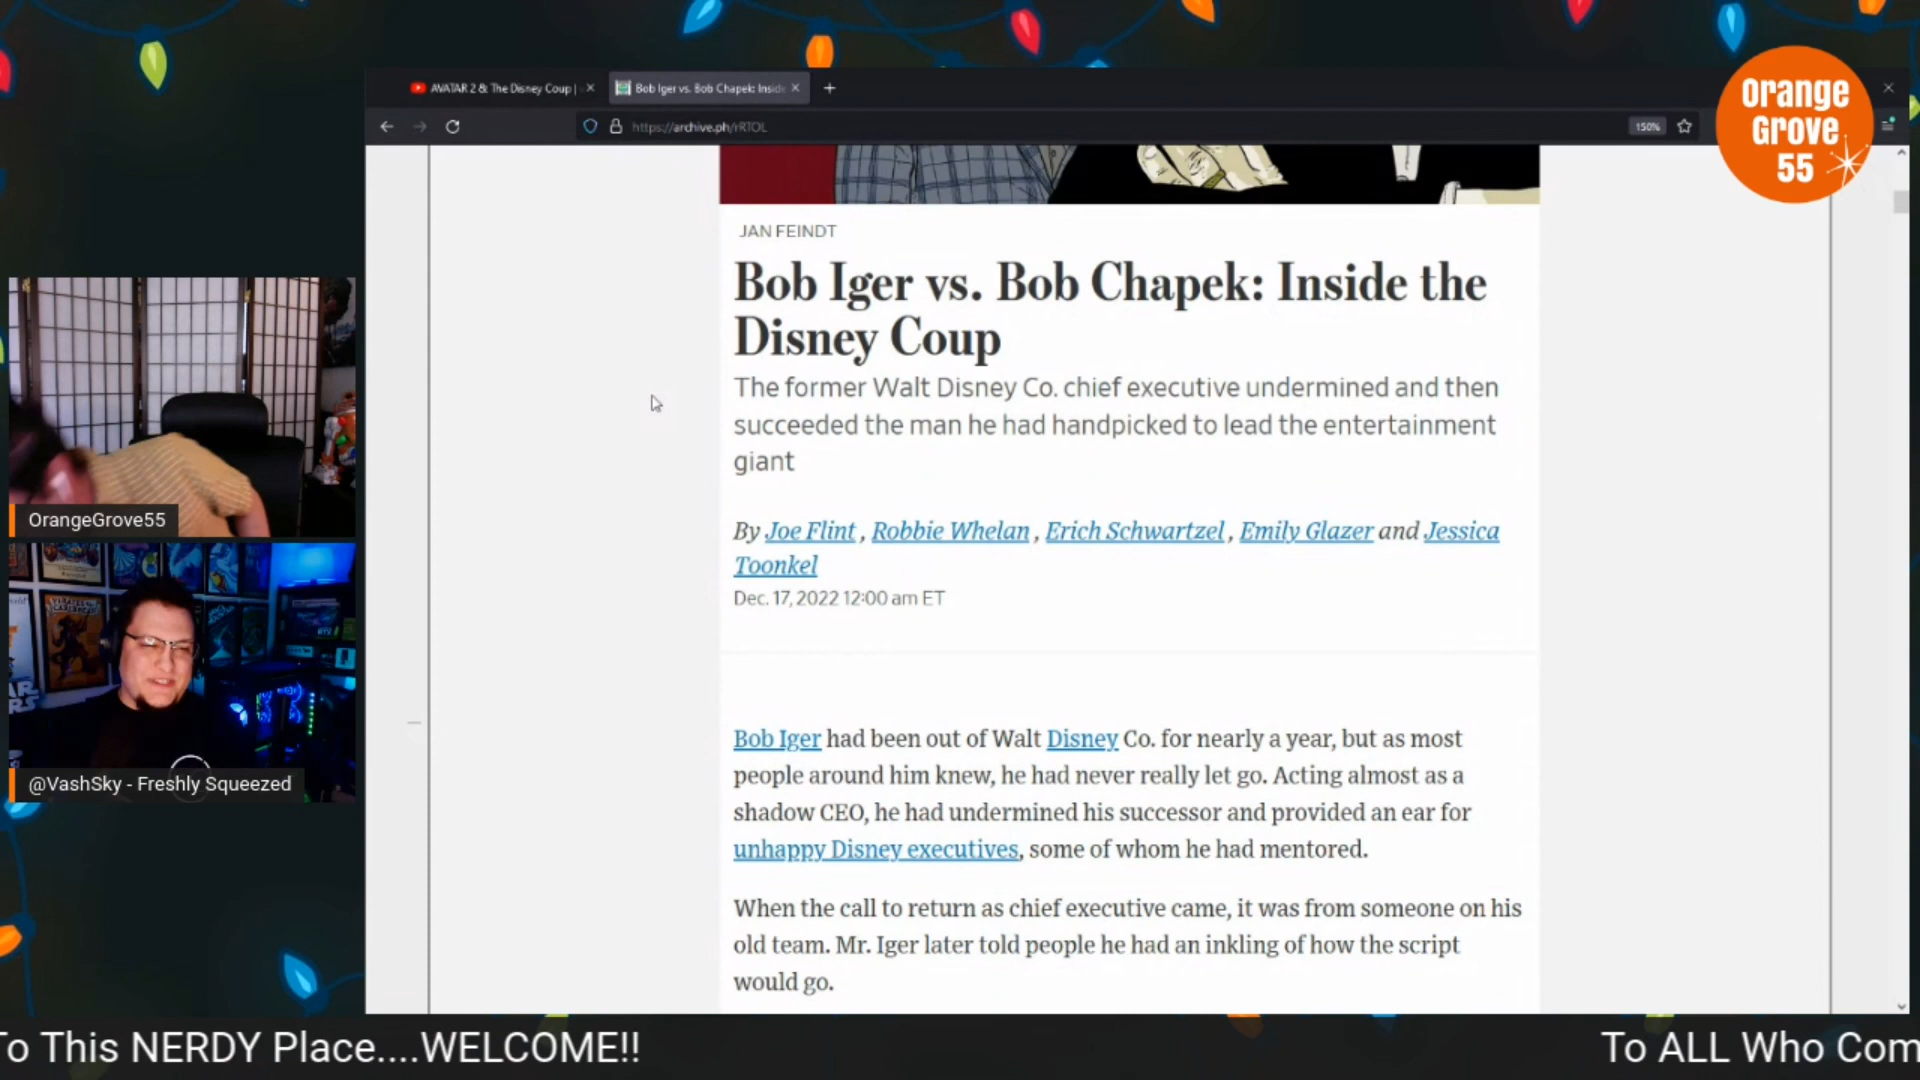 AVATAR 2 & The Disney Coup |
Bob Iger vs. Bob Chapek: Inside
https://archive.ph/rRTOL
150%
Orange
Grove
55
JAN FEINDT
Bob Iger vs. Bob Chapek: Inside the
Disney Coup
The former Walt Disney Co. chief executive undermined and then
succeeded the man he had handpicked to lead the entertainment
giant
By Joe Flint, Robbie Whelan, Erich Schwartzel, Emily Glazer and Jessica
Toonkel
Dec. 17, 2022 12:00 am ET
Bob Iger had been out of Walt Disney Co. for nearly a year, but as most
people around him knew, he had never really let go. Acting almost as a
shadow CEO, he had undermined his successor and provided an ear for
unhappy Disney executives, some of whom he had mentored.
When the call to return as chief executive came, it was from someone on his
old team. Mr. Iger later told people he had an inkling of how the script
would go.
OrangeGrove55
@VashSky - Freshly Squeezed
To This NERDY Place....WELCOME!!
To ALL Who Com